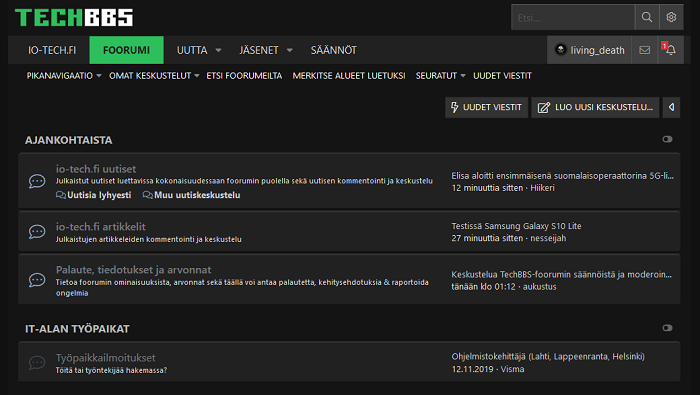 TECHBBS
Etsi...
IO-TECH.FI FOORUMI UUTTA JÄSENET SÄÄNNÖT living_death 1
PIKANAVIGAATIO OMAT KESKUSTELUT ETSI FOORUMEILTA MERKITSE ALUEET LUETUKSI SEURATUT UUDET VIESTIT
UUDET VIESTIT LUO UUSI KESKUSTELU...
AJANKOHTAISTA
io-tech.fi uutiset
Julkaistut uutiset luettavissa kokonaisuudessaan foorumin puolella sekä uutisen kommentointi ja keskustelu
Uutisia lyhyesti Muu uutiskeskustelu
Elisa aloitti ensimmäisenä suomalaisoperaattorina 5G-li...
12 minuuttia sitten · Hiikeri
io-tech.fi artikkelit
Julkaistujen artikkeleiden kommentointi ja keskustelu
Testissä Samsung Galaxy S10 Lite
27 minuuttia sitten · nesseijah
Palaute, tiedotukset ja arvonnat
Tietoa foorumin ominaisuuksista, arvonnat sekä täällä voi antaa palautetta, kehitysehdotuksia & raportoida
ongelmia
Keskustelua TechBBS-foorumin säännöistä ja moderoin...
tänään klo 01:12 · aukustus
IT-ALAN TYÖPAIKAT
Työpaikkailmoitukset
Töitä tai työntekijää hakemassa?
Ohjelmistokehittäjä (Lahti, Lappeenranta, Helsinki)
12.11.2019 · Visma